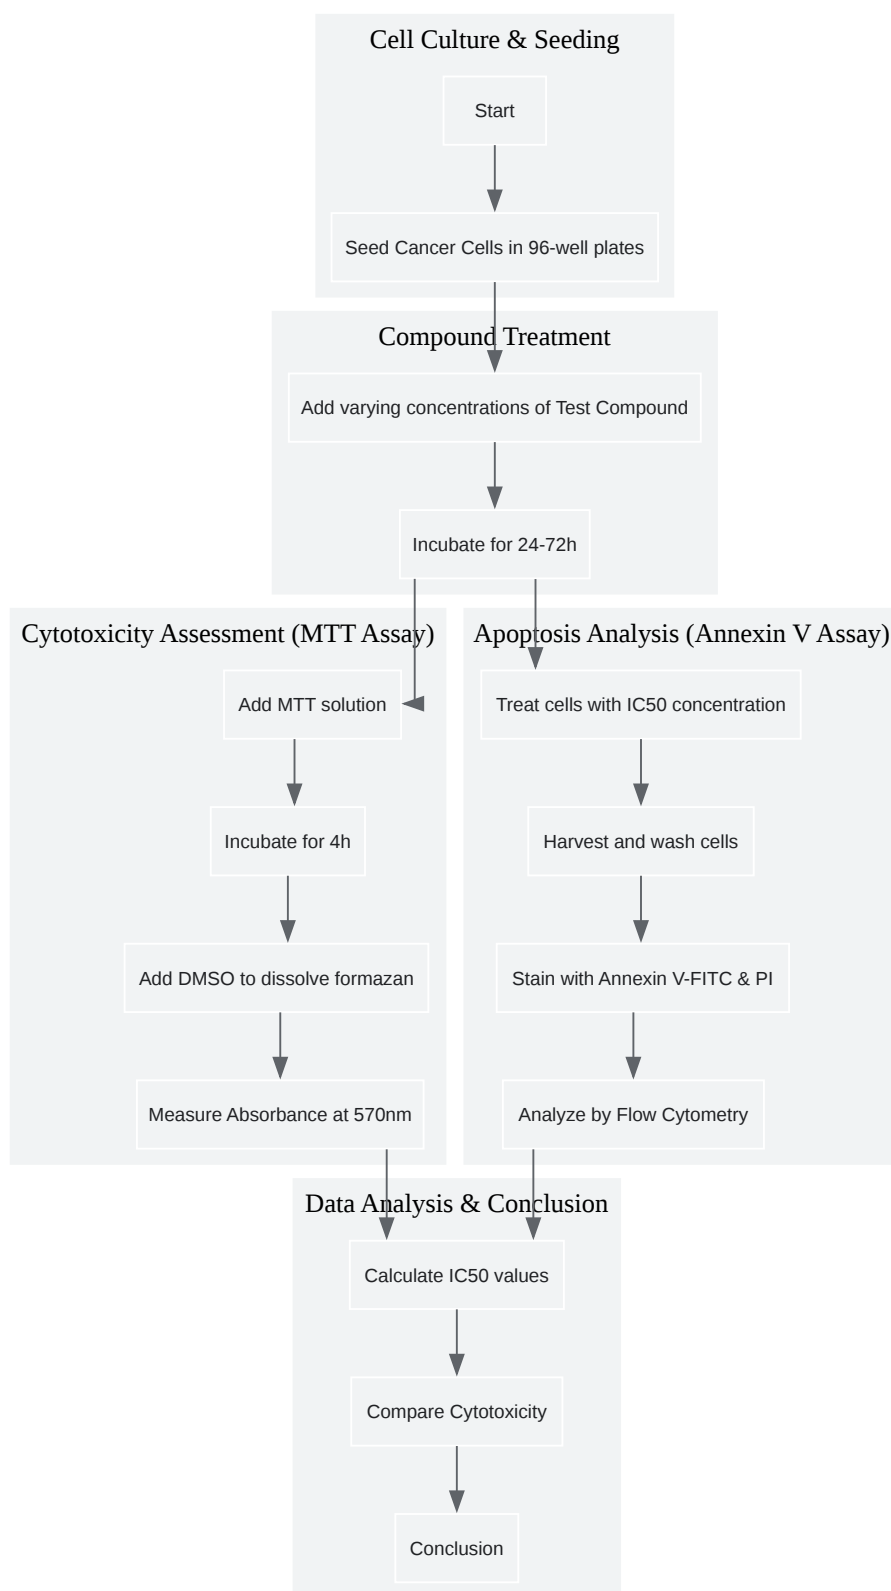 Cell Culture & Seeding
Start
Seed Cancer Cells in 96-well plates
Compound Treatment
Add varying concentrations of Test Compound
Incubate for 24-72h
Cytotoxicity Assessment (MTT Assay)
Add MTT solution
Incubate for 4h
Add DMSO to dissolve formazan
Measure Absorbance at 570nm
Apoptosis Analysis (Annexin V Assay)
Treat cells with IC50 concentration
Harvest and wash cells
Stain with Annexin V-FITC & PI
Analyze by Flow Cytometry
Data Analysis & Conclusion
Calculate IC50 values
Compare Cytotoxicity
Conclusion